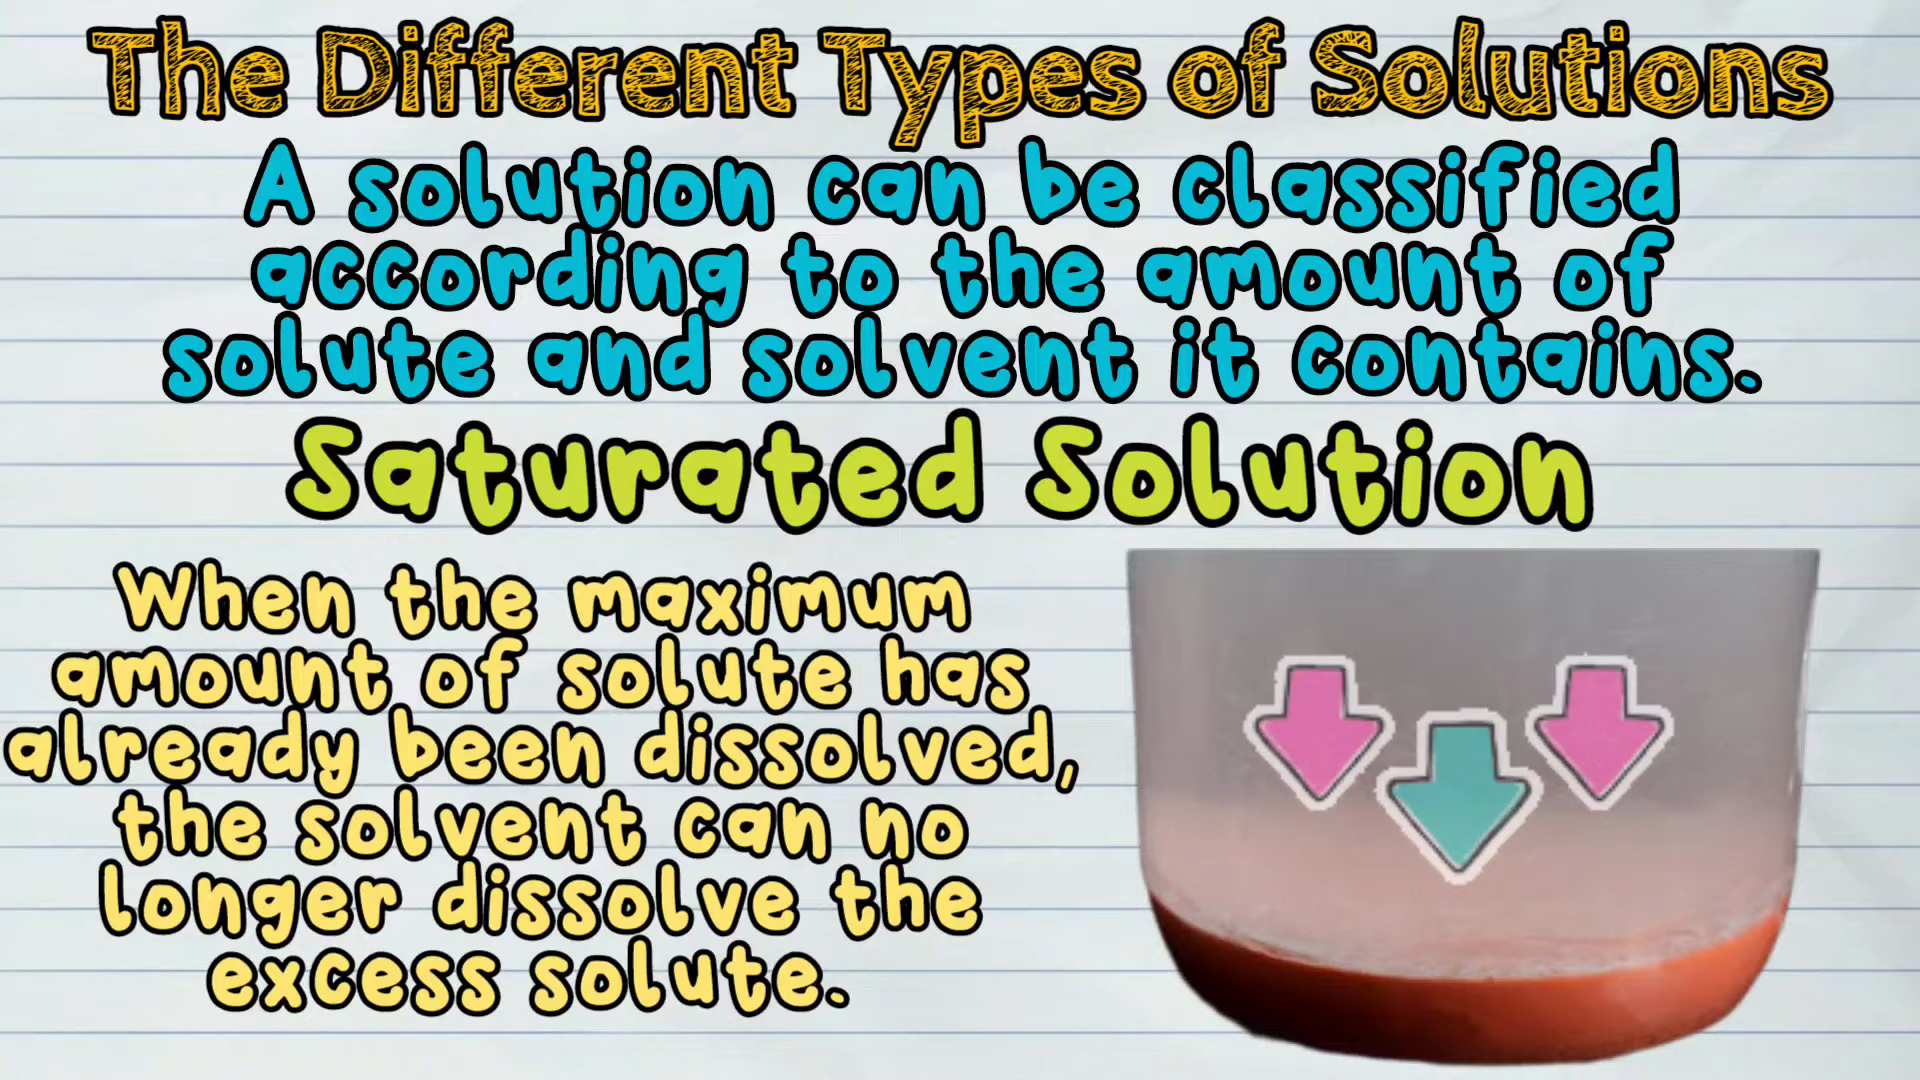 The Different Types of Solutions
A solution can be classified
according to the amount of
solute and solvent it contains.
Saturated Solution
When the maximum
amount of solute has
already been dissolved,
the solvent can no
longer dissolve the
excess solute.